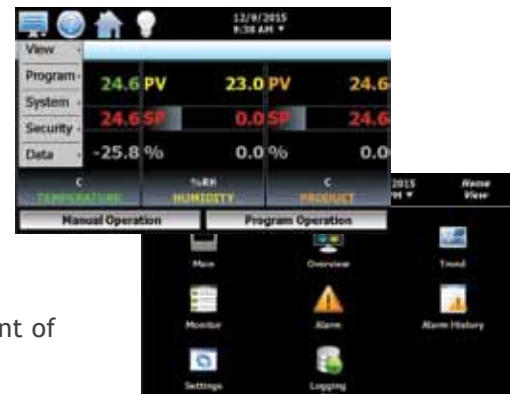 12/9/2015
9:38 AM
View
Program
System
Security
Data
24.6 PV 23.0 PV 24.6
24.6 SP 0.0 SP 24.6
-25.8 % 0.0 % 0.0
C %RH C
TEMPERATURE HUMIDITY PRODUCT
Manual Operation Program Operation
2015 Home
PM View
Main Overview Trend
Monitor Alarm Alarm History
Settings Logging
nt of